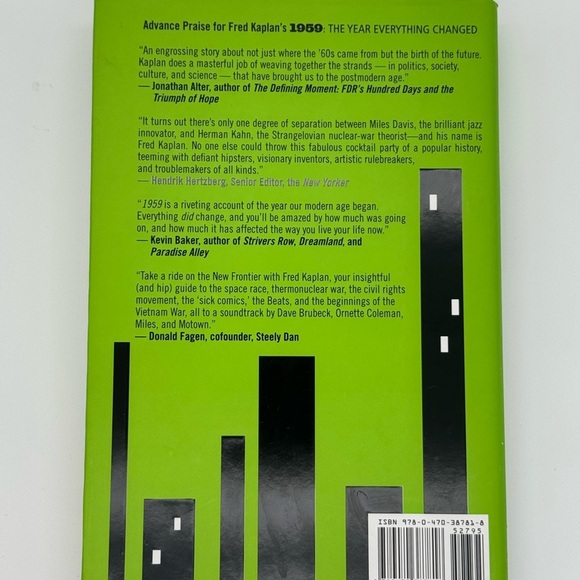 Advance Praise for Fred Kaplan's 1959: THE YEAR EVERYTHING CHANGED
"An engrossing story about not just where the '60s came from but the birth of the future.
Kaplan does a masterful job of weaving together the strands — in politics, society,
culture, and science — that have brought us to the postmodern age."
— Jonathan Alter, author of The Defining Moment: FDR's Hundred Days and the
Triumph of Hope
"It turns out there's only one degree of separation between Miles Davis, the brilliant jazz
innovator, and Herman Kahn, the Strangelovian nuclear-war theorist—and his name is
Fred Kaplan. No one else could throw this fabulous cocktail party of a popular history,
teeming with defiant hipsters, visionary inventors, artistic rulebreakers,
and troublemakers of all kinds."
— Hendrik Hertzberg, Senior Editor, the New Yorker
"1959 is a riveting account of the year our modern age began.
Everything did change, and you'll be amazed by how much was going
on, and how much it has affected the way you live your life now."
— Kevin Baker, author of Strivers Row, Dreamland, and
Paradise Alley
"Take a ride on the New Frontier with Fred Kaplan, your insightful
(and hip) guide to the space race, thermonuclear war, the civil rights
movement, the 'sick comics,' the Beats, and the beginnings of the
Vietnam War, all to a soundtrack by Dave Brubeck, Ornette Coleman,
Miles, and Motown."
— Donald Fagen, cofounder, Steely Dan
ISBN 978-0-470-38781-8
52795